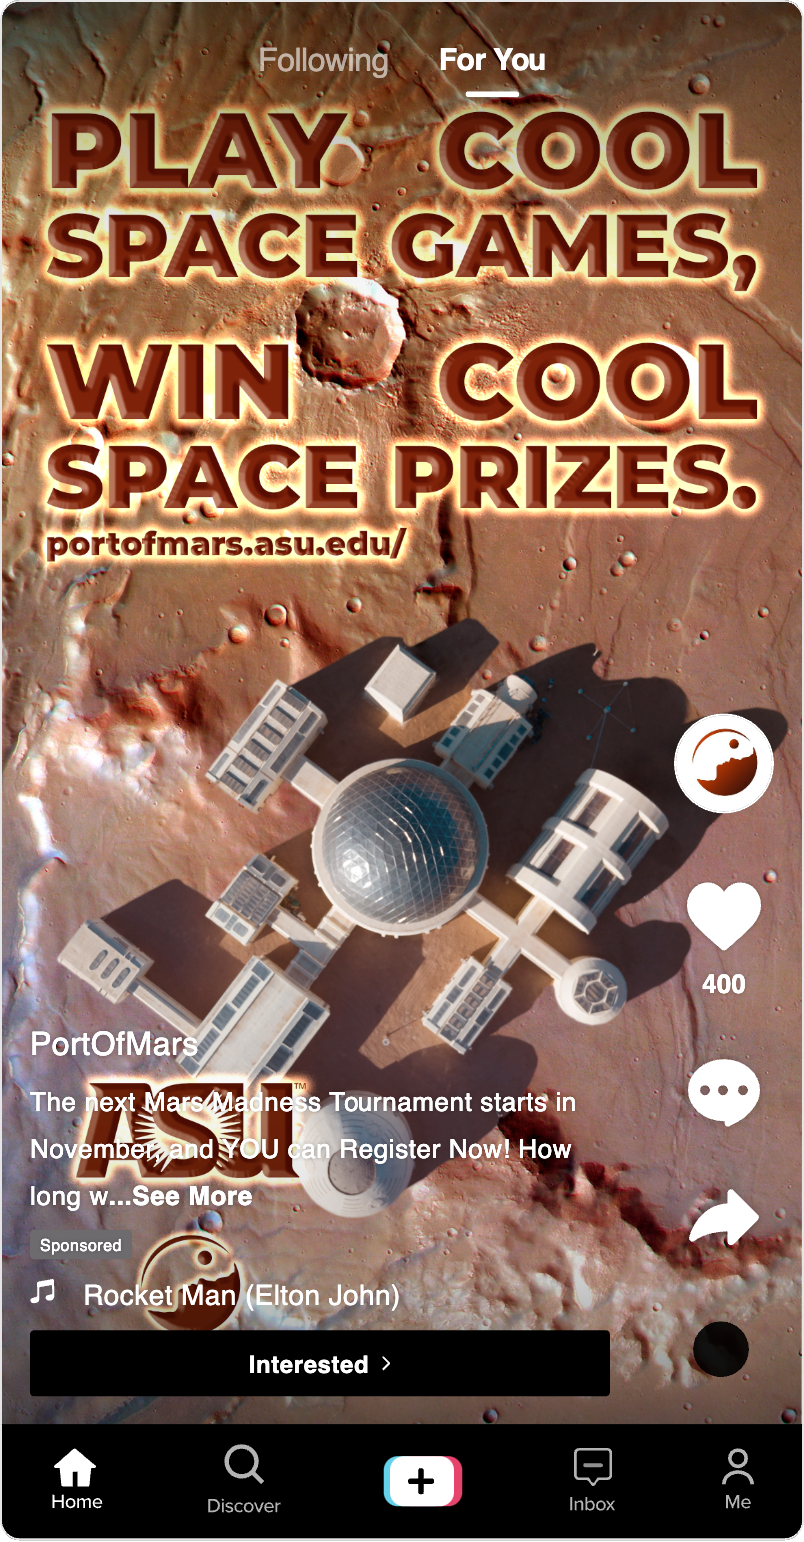 Following For You
PLAY COOL
SPACE GAMES,
WIN COOL
SPACE PRIZES.
portofmars.asu.edu/
400
PortOfMars
ASU™
The next Mars Madness Tournament starts in
November, and YOU can Register Now! How
long w...See More
Sponsored
Rocket Man (Elton John)
Interested >
Home Discover Inbox Me